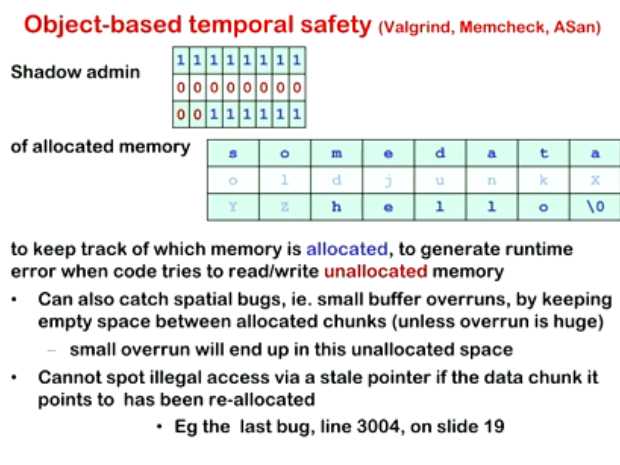 Object-based temporal safety (Valgrind, Memcheck, ASan)
Shadow admin
1 1 1 1 1 1 1 1
0 0 0 0 0 0 0 0
0 0 1 1 1 1 1 1
of allocated memory
s o m e d a t a
o l d j u n k X
Y Z h e l l o \0
to keep track of which memory is allocated, to generate runtime
error when code tries to read/write unallocated memory
• Can also catch spatial bugs, ie. small buffer overruns, by keeping
empty space between allocated chunks (unless overrun is huge)
– small overrun will end up in this unallocated space
• Cannot spot illegal access via a stale pointer if the data chunk it
points to has been re-allocated
• Eg the last bug, line 3004, on slide 19